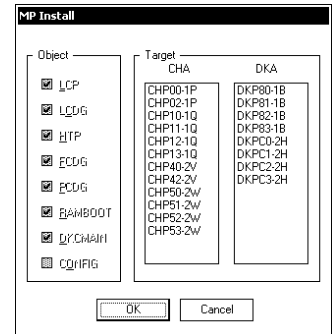 MP Install
Object
LCP
LCDG
HTP
FCDG
PCDG
RAMBOOT
DKCMAIN
CONFIG
Target
CHA
CHP00-1P
CHP02-1P
CHP10-1Q
CHP11-1Q
CHP12-1Q
CHP13-1Q
CHP40-2V
CHP42-2V
CHP50-2W
CHP51-2W
CHP52-2W
CHP53-2W
DKA
DKP80-1B
DKP81-1B
DKP82-1B
DKP83-1B
DKPC0-2H
DKPC1-2H
DKPC2-2H
DKPC3-2H
OK
Cancel